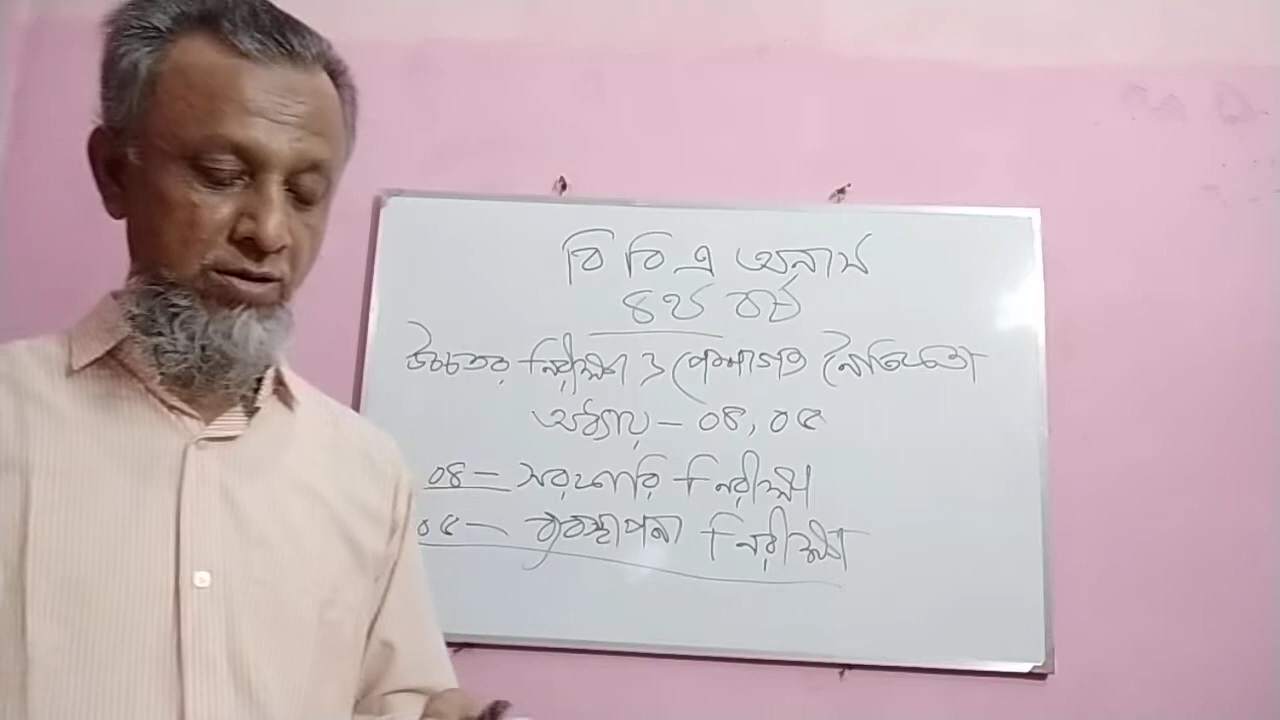 বি বি এ অনার্স
৪র্থ বর্ষ
উচ্চতর নিরীক্ষা ও পেশাগত নৈতিকতা
অধ্যায় - ০৪, ০৫
০৪ - সরকারি নিরীক্ষা
০৫ - ব্যবস্থাপনা নিরীক্ষা